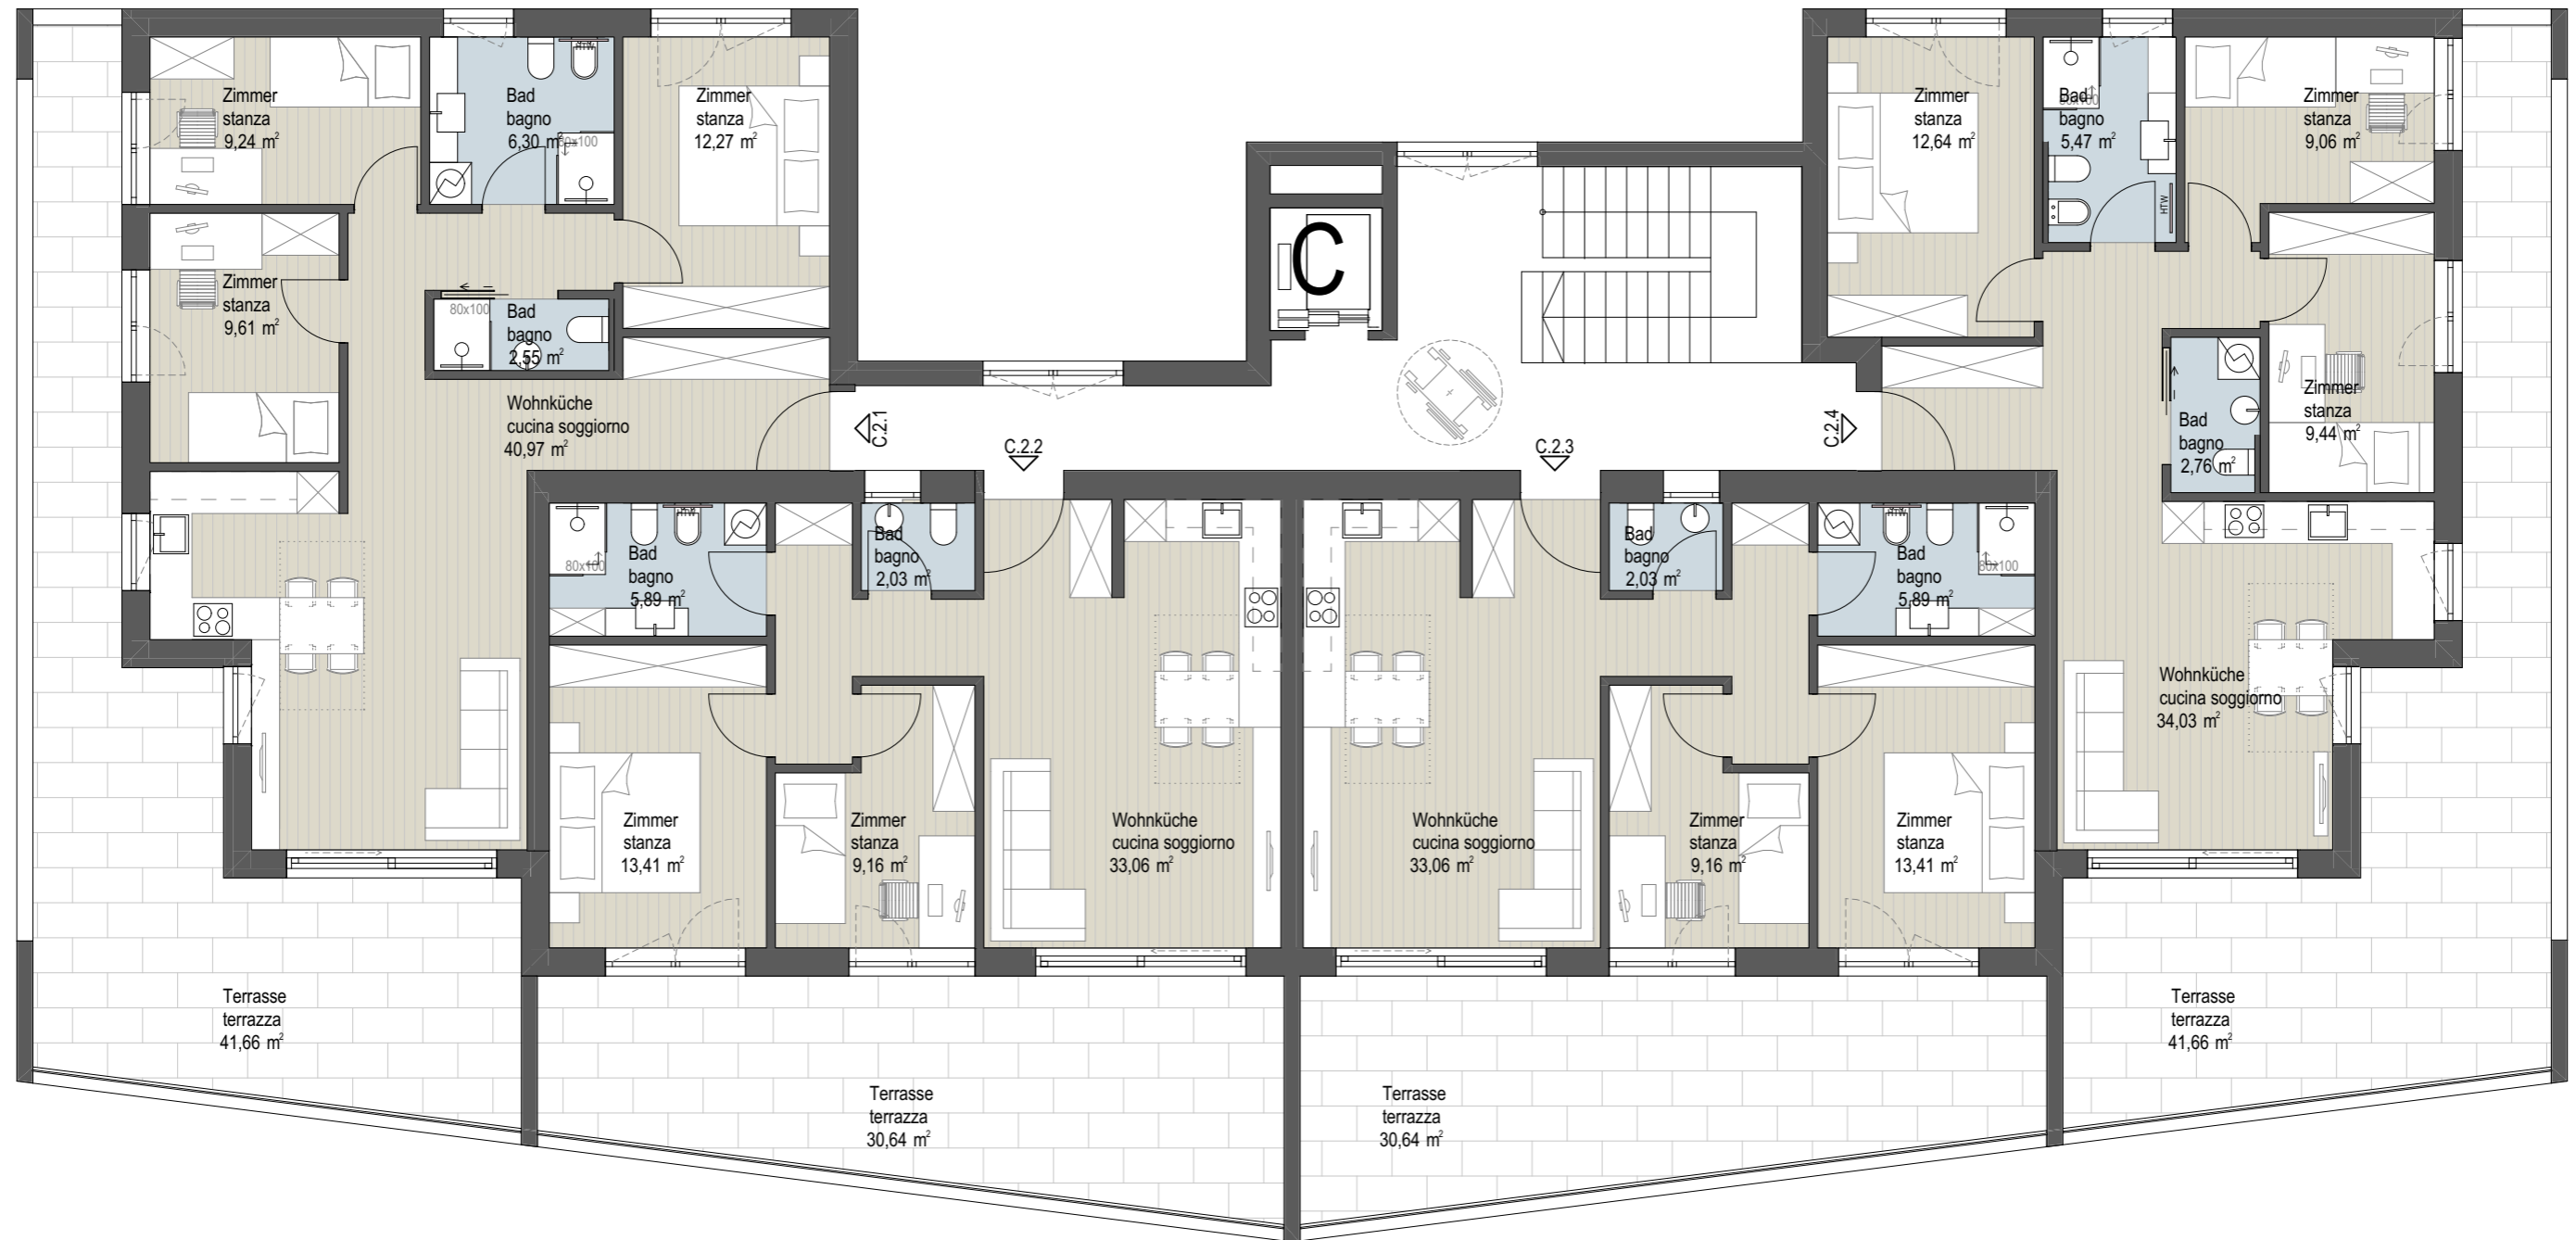 Zimmer
stanza
9,24 m²
Bad
bagno
6,30 m²
80x100
HTW
Zimmer
stanza
12,27 m²
Zimmer
stanza
9,61 m²
80x100
Bad
bagno
2,55 m²
Wohnküche
cucina soggiorno
40,97 m²
C
C.2.1
C.2.2
C.2.3
C.2.4
Zimmer
stanza
12,64 m²
Bad
bagno
5,47 m²
80x100
HTW
Zimmer
stanza
9,06 m²
Zimmer
stanza
9,44 m²
Bad
bagno
2,76 m²
80x100
HTW
Bad
bagno
5,89 m²
Bad
bagno
2,03 m²
Bad
bagno
2,03 m²
HTW
Bad
bagno
5,89 m²
80x100
Wohnküche
cucina soggiorno
34,03 m²
Zimmer
stanza
13,41 m²
Zimmer
stanza
9,16 m²
Wohnküche
cucina soggiorno
33,06 m²
Wohnküche
cucina soggiorno
33,06 m²
Zimmer
stanza
9,16 m²
Zimmer
stanza
13,41 m²
Terrasse
terrazza
41,66 m²
Terrasse
terrazza
30,64 m²
Terrasse
terrazza
30,64 m²
Terrasse
terrazza
41,66 m²